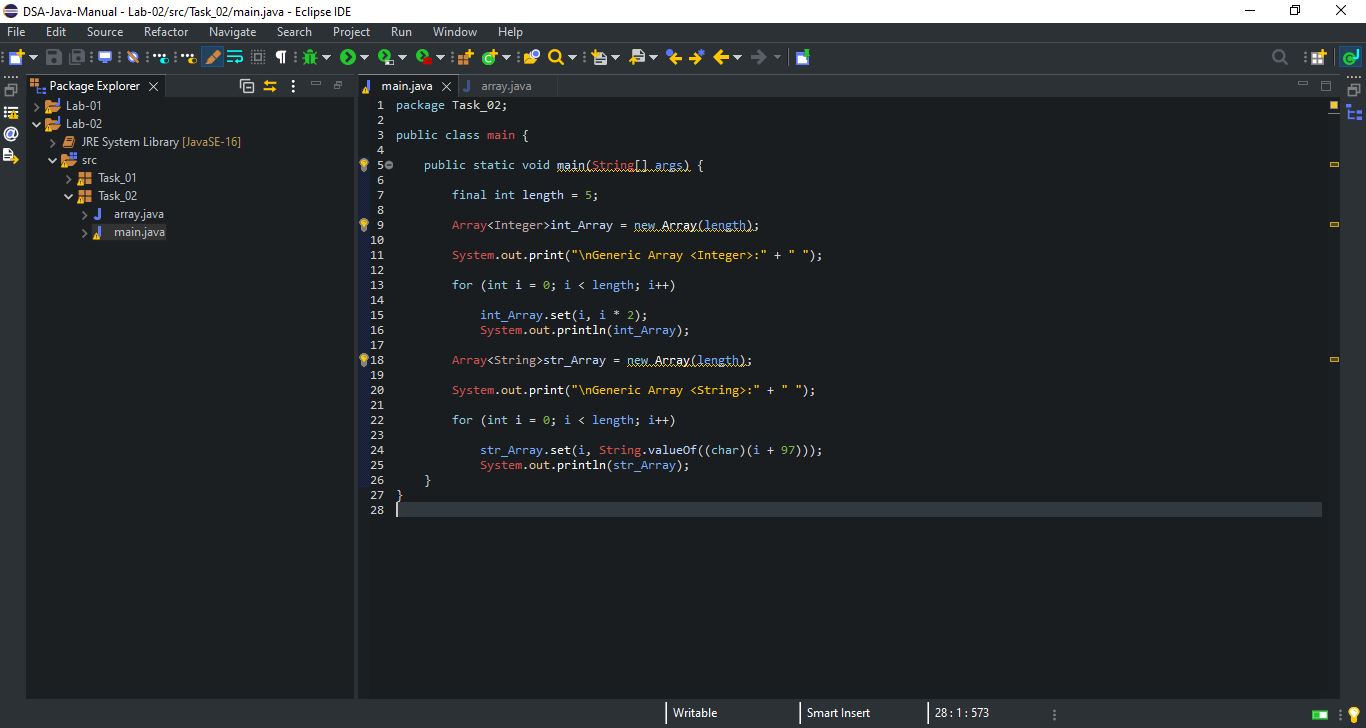 DSA-Java-Manual - Lab-02/src/Task_02/main.java - Eclipse IDE
File Edit Source Refactor Navigate Search Project Run Window Help
Package Explorer
Lab-01
Lab-02
JRE System Library [JavaSE-16]
src
Task_01
Task_02
array.java
main.java
main.java array.java
1 package Task_02;
2
3 public class main {
4
5 public static void main(String[] args) {
6
7 final int length = 5;
8
9 Array<Integer>int_Array = new Array(length);
10
11 System.out.print("\nGeneric Array <Integer>:" + " ");
12
13 for (int i = 0; i < length; i++)
14
15 int_Array.set(i, i * 2);
16 System.out.println(int_Array);
17
18 Array<String>str_Array = new Array(length);
19
20 System.out.print("\nGeneric Array <String>:" + " ");
21
22 for (int i = 0; i < length; i++)
23
24 str_Array.set(i, String.valueOf((char)(i + 97)));
25 System.out.println(str_Array);
26 }
27 }
28
Writable Smart Insert 28 : 1 : 573